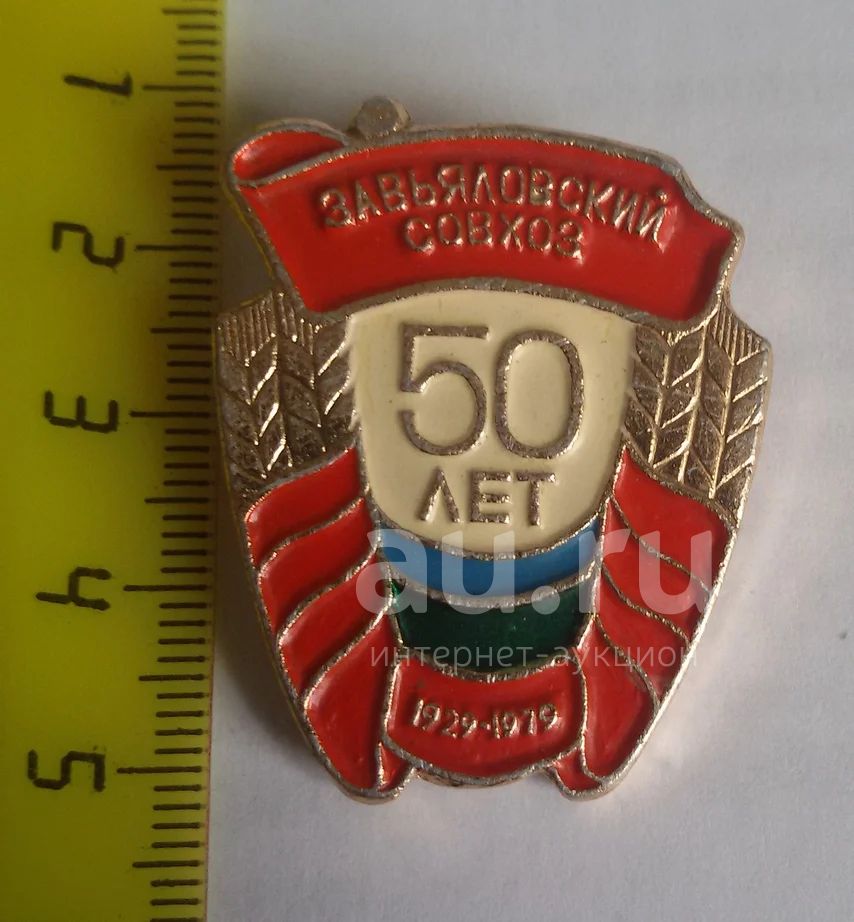 ЗАВЬЯЛОВСКИЙ
СОВХОЗ
50
ЛЕТ
1929-1979
au.ru
интернет-аукцион
1
2
3
4
5